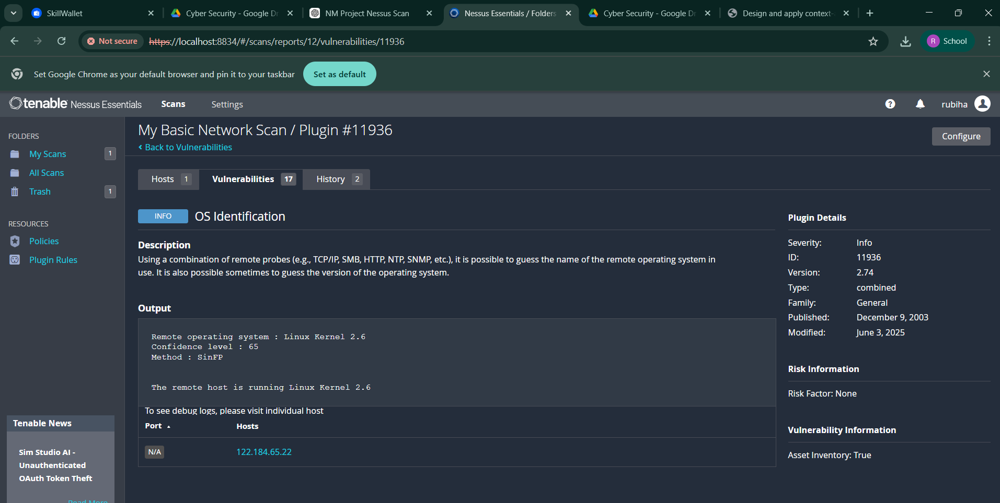 SkillWallet
Cyber Security - Google Dr
NM Project Nessus Scan
Nessus Essentials / Folders
Cyber Security - Google Dr
Design and apply context-
Not secure
https://localhost:8834/#/scans/reports/12/vulnerabilities/11936
R
School
Set Google Chrome as your default browser and pin it to your taskbar
Set as default
tenable Nessus Essentials
Scans
Settings
?
rubiha
FOLDERS
My Scans
1
All Scans
Trash
1
RESOURCES
Policies
Plugin Rules
Tenable News
Sim Studio AI -
Unauthenticated
OAuth Token Theft
Read More
My Basic Network Scan / Plugin #11936
Back to Vulnerabilities
Configure
Hosts 1
Vulnerabilities 17
History 2
INFO
OS Identification
Description
Using a combination of remote probes (e.g., TCP/IP, SMB, HTTP, NTP, SNMP, etc.), it is possible to guess the name of the remote operating system in
use. It is also possible sometimes to guess the version of the operating system.
Output
Remote operating system : Linux Kernel 2.6
Confidence level : 65
Method : SinFP
The remote host is running Linux Kernel 2.6
To see debug logs, please visit individual host
Port
Hosts
N/A
122.184.65.22
Plugin Details
Severity: Info
ID: 11936
Version: 2.74
Type: combined
Family: General
Published: December 9, 2003
Modified: June 3, 2025
Risk Information
Risk Factor: None
Vulnerability Information
Asset Inventory: True